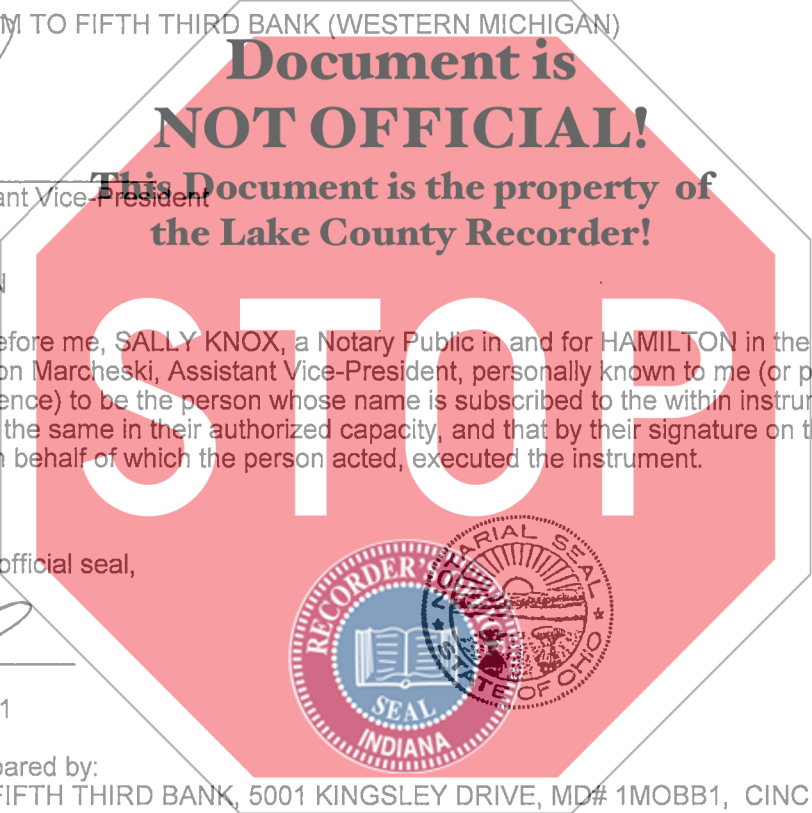 M TO FIFTH THIRD BANK (WESTERN MICHIGAN)
Document is
NOT OFFICIAL!
This Document is the property of
ant Vice-President
the Lake County Recorder!
N
efore me, SALLY KNOX, a Notary Public in and for HAMILTON in the
on Marcheski, Assistant Vice-President, personally known to me (or p
ence) to be the person whose name is subscribed to the within instrur
the same in their authorized capacity, and that by their signature on t
n behalf of which the person acted, executed the instrument.
STOP
official seal,
RECORDER'S OFFICE
SEAL
INDIANA
NOTARIAL SEAL
STATE OF OHIO
1
pared by:
FIFTH THIRD BANK, 5001 KINGSLEY DRIVE, MD# 1MOBB1, CINC